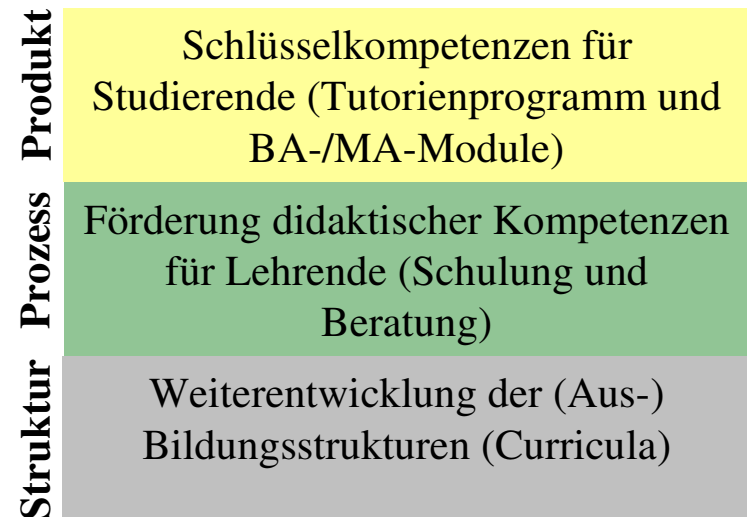 Produkt
Schlüsselkompetenzen für
Studierende (Tutorienprogramm und
BA-/MA-Module)
Prozess
Förderung didaktischer Kompetenzen
für Lehrende (Schulung und
Beratung)
Struktur
Weiterentwicklung der (Aus-)
Bildungsstrukturen (Curricula)